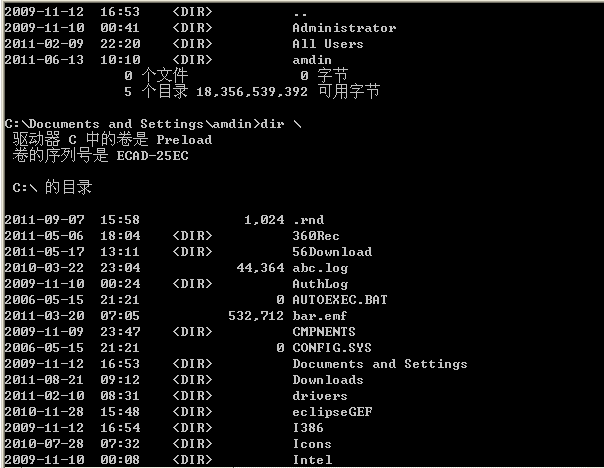 2009-11-12  16:53    <DIR>          ..
2009-11-10  00:41    <DIR>          Administrator
2011-02-09  22:20    <DIR>          All Users
2011-06-13  10:10    <DIR>          amdin
               0 个文件              0 字节
               5 个目录 18,356,539,392 可用字节
C:\Documents and Settings\amdin>dir \
 驱动器 C 中的卷是 Preload
 卷的序列号是 ECAD-25EC
 C:\ 的目录
2011-09-07  15:58             1,024 .rnd
2011-05-06  18:04    <DIR>          360Rec
2011-05-17  13:11    <DIR>          56Download
2010-03-22  23:04            44,364 abc.log
2009-11-10  00:24    <DIR>          AuthLog
2006-05-15  21:21                 0 AUTOEXEC.BAT
2011-03-20  07:05           532,712 bar.emf
2009-11-09  23:47    <DIR>          CMPNENTS
2006-05-15  21:21                 0 CONFIG.SYS
2009-11-12  16:53    <DIR>          Documents and Settings
2011-08-21  09:12    <DIR>          Downloads
2011-02-10  08:31    <DIR>          drivers
2010-11-28  15:48    <DIR>          eclipseGEF
2009-11-12  16:54    <DIR>          I386
2010-07-28  07:32    <DIR>          Icons
2009-11-10  00:08    <DIR>          Intel